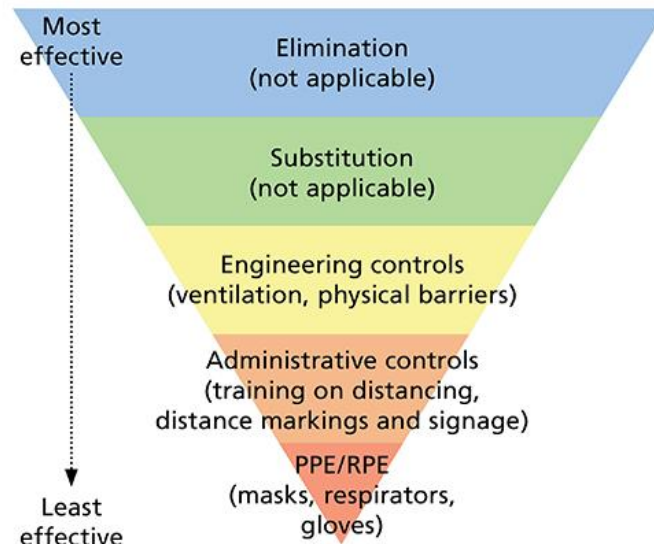 Most
effective
Elimination
(not applicable)
Substitution
(not applicable)
Engineering controls
(ventilation, physical barriers)
Administrative controls
(training on distancing,
distance markings and signage)
PPE/RPE
(masks, respirators,
gloves)
Least
effective